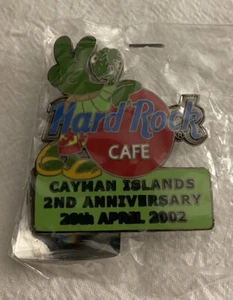 Hard Rock
CAFE
CAYMAN ISLANDS
2ND ANNIVERSARY
28th APRIL 2002